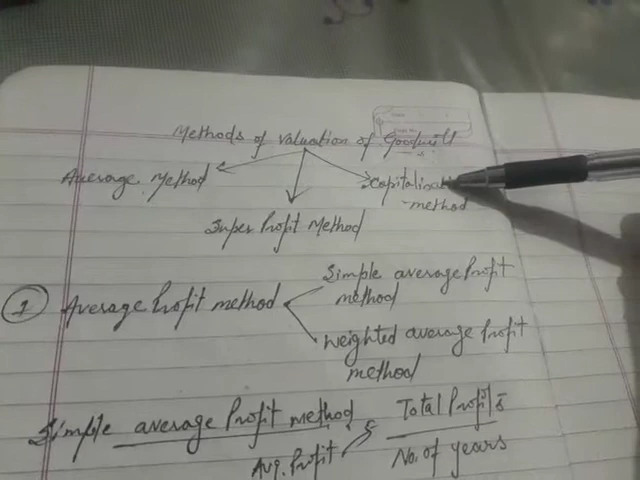 Methods of Valuation of Goodwill
Average Method
Super Profit Method
method
1 Average Profit method
Simple average Profit
method
Weighted average Profit
method
Simple average Profit method
Avg. Profit
Total Profits
No. of years